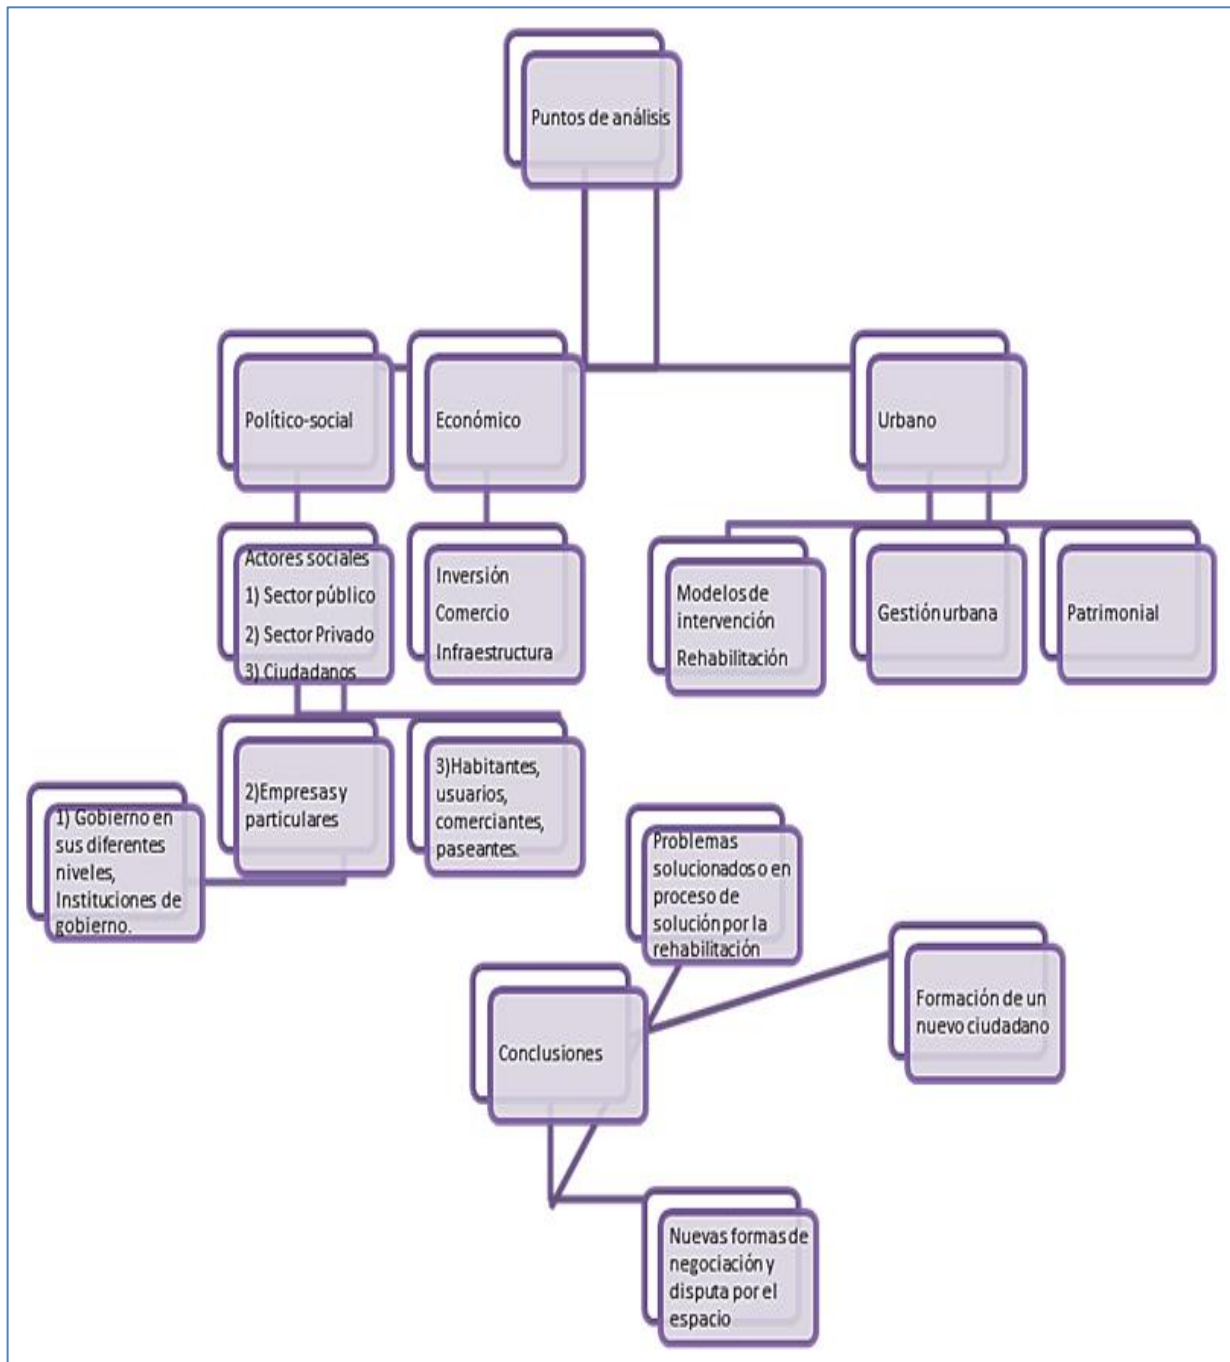 Puntos de análisis
Político-social
Económico
Urbano
Actores sociales
1) Sector público
2) Sector Privado
3) Ciudadanos
Inversión
Comercio
Infraestructura
Modelos de
intervención
Rehabilitación
Gestión urbana
Patrimonial
1) Gobierno en
sus diferentes
niveles,
Instituciones de
gobierno.
2)Empresas y
particulares
3)Habitantes,
usuarios,
comerciantes,
paseantes.
Problemas
solucionados o en
proceso de
solución por la
rehabilitación
Conclusiones
Formación de un
nuevo ciudadano
Nuevas formas de
negociación y
disputa por el
espacio